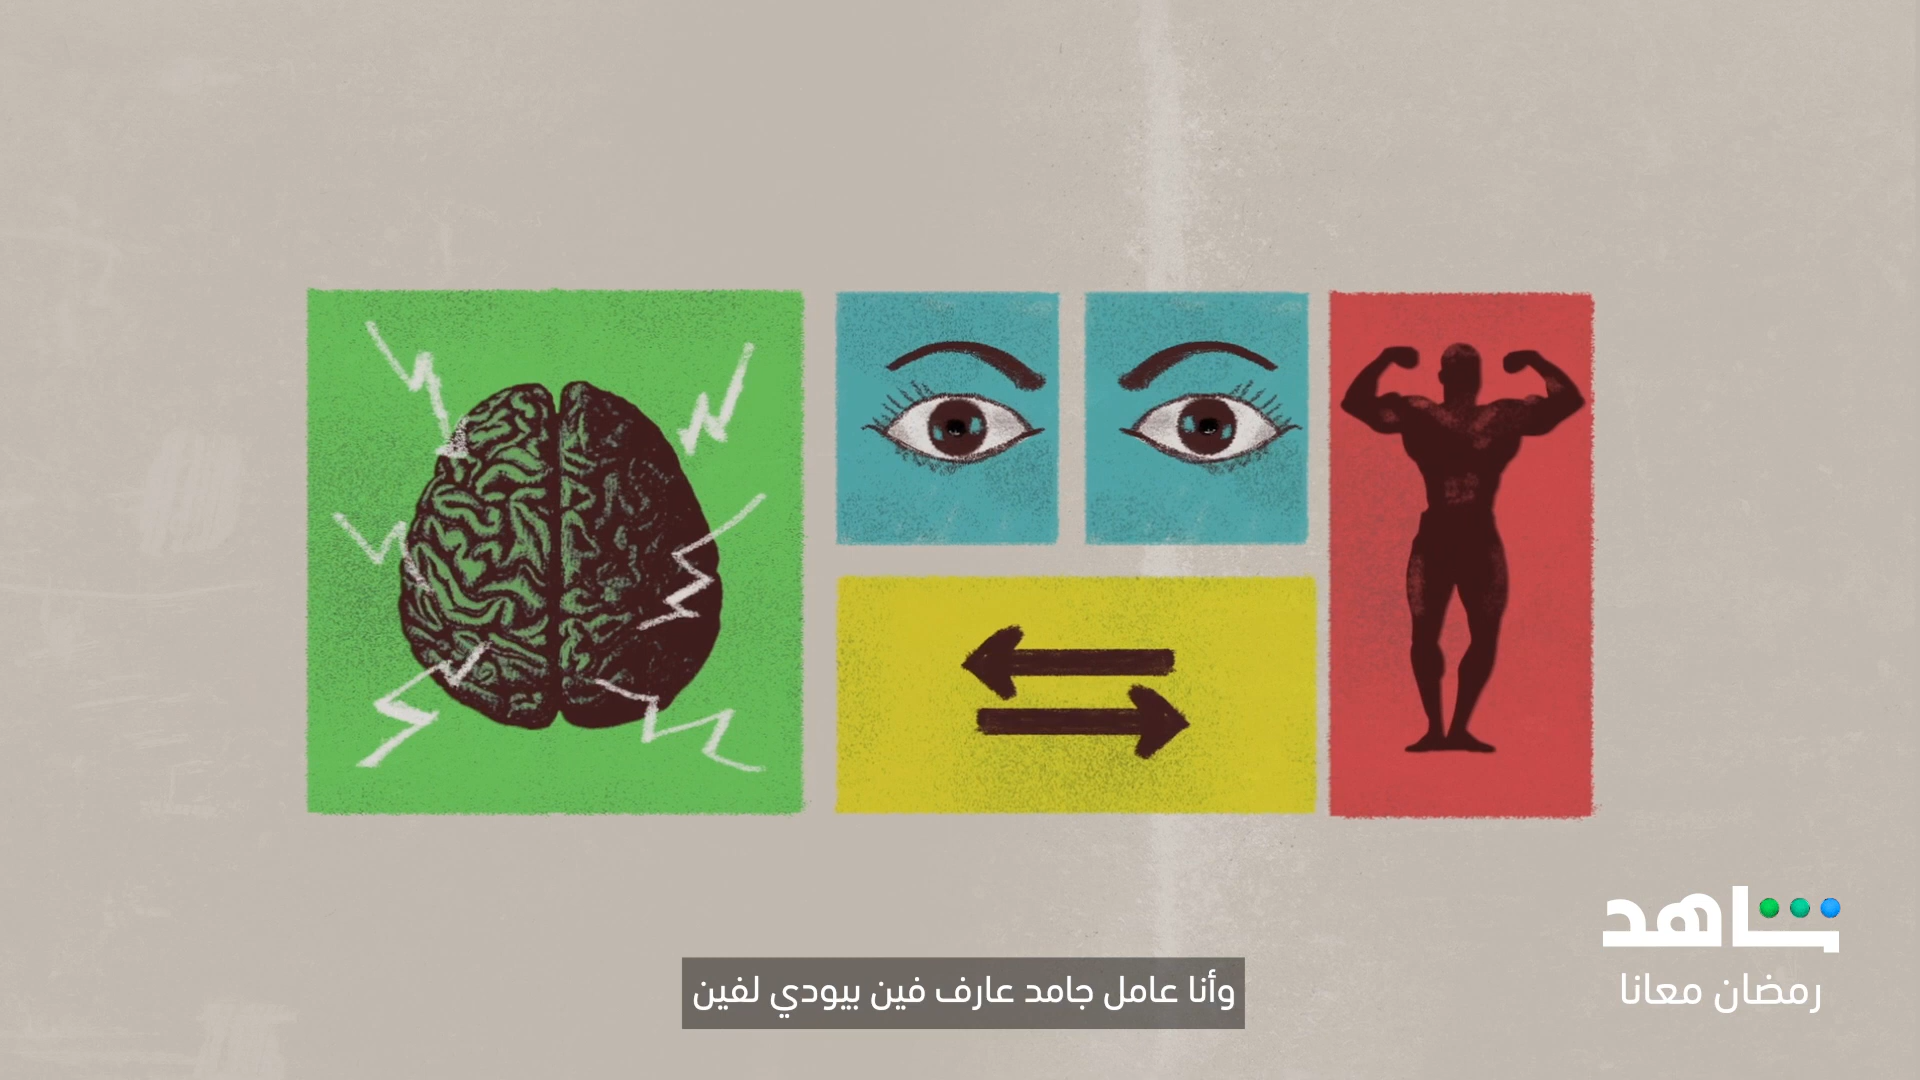 شاهد
رمضان معانا
وأنا عامل جامد عارف فين بيودي لفين